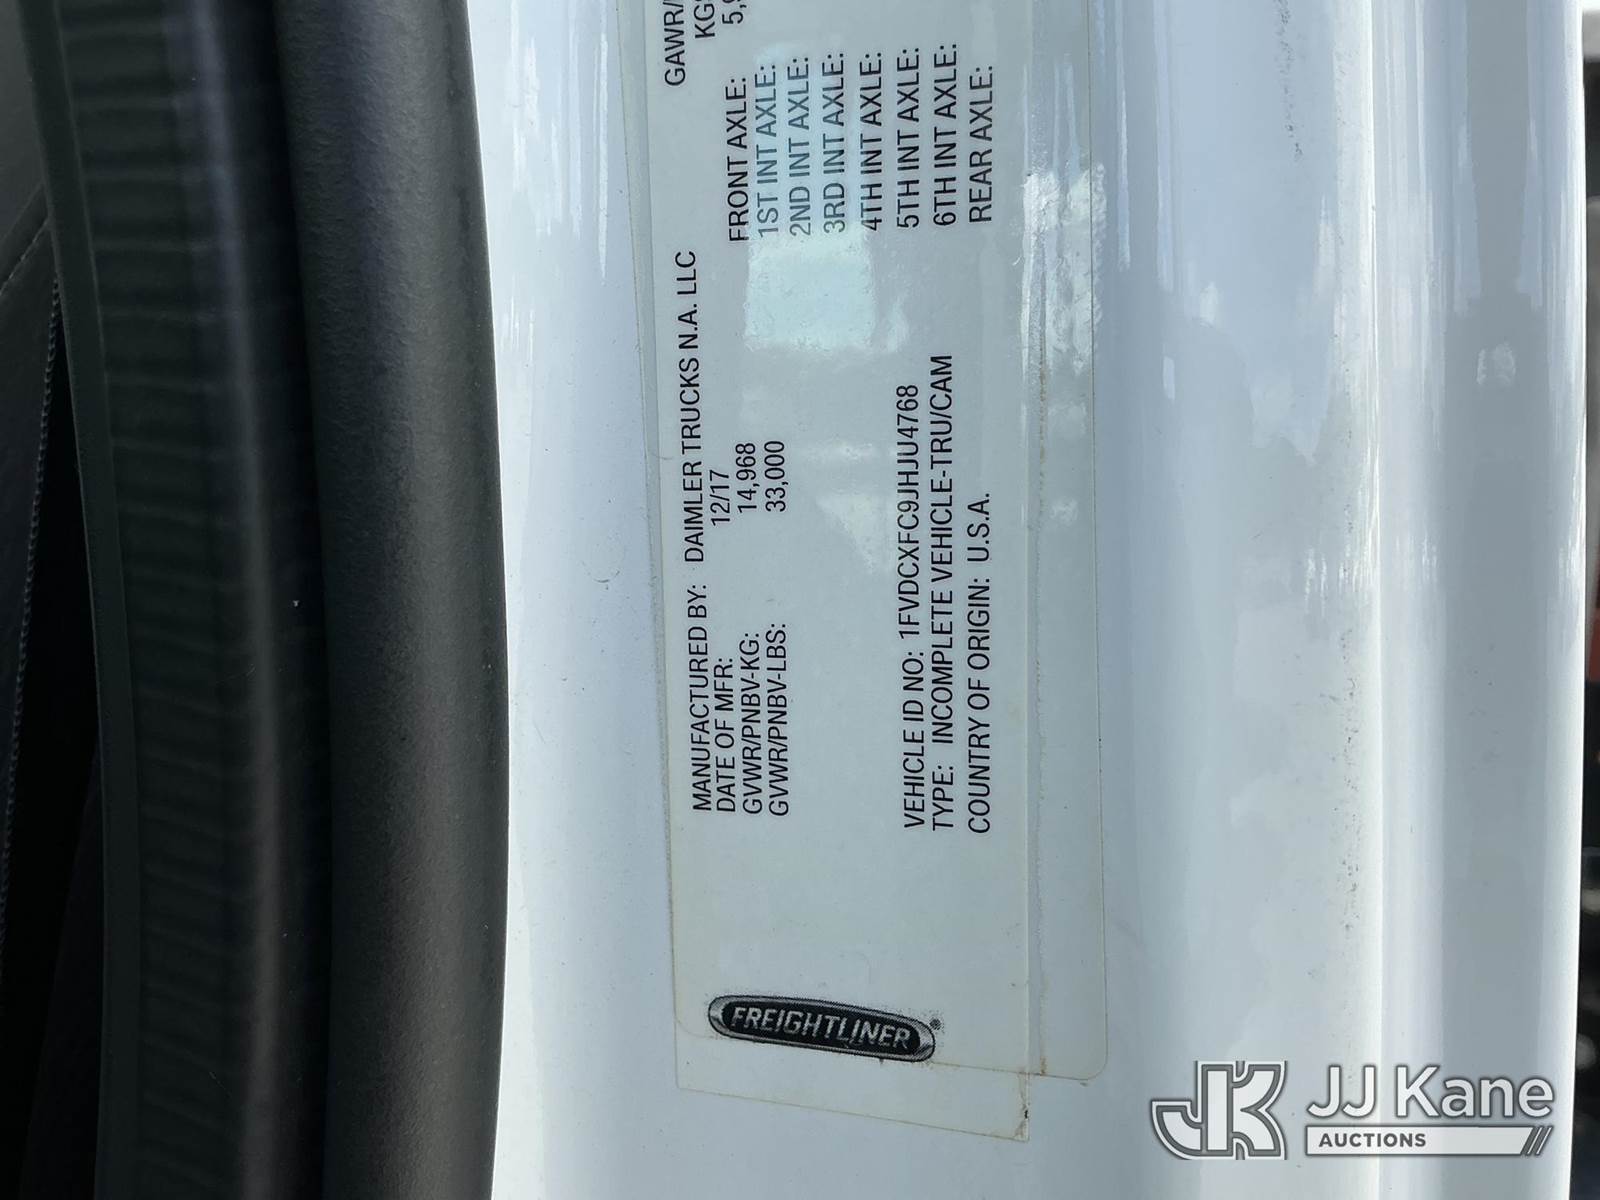 FREIGHTLINER®
MANUFACTURED BY: DAIMLER TRUCKS N.A. LLC
DATE OF MFR: 12/17
GVWR/PNBV-KG: 14,968
GVWR/PNBV-LBS: 33,000
VEHICLE ID NO: 1FVDCXFC9JHJU4768
TYPE: INCOMPLETE VEHICLE-TRU/CAM
COUNTRY OF ORIGIN: U.S.A.
GAWR/
KG
FRONT AXLE: 5,
1ST INT AXLE:
2ND INT AXLE:
3RD INT AXLE:
4TH INT AXLE:
5TH INT AXLE:
6TH INT AXLE:
REAR AXLE:
JK JJ Kane
AUCTIONS